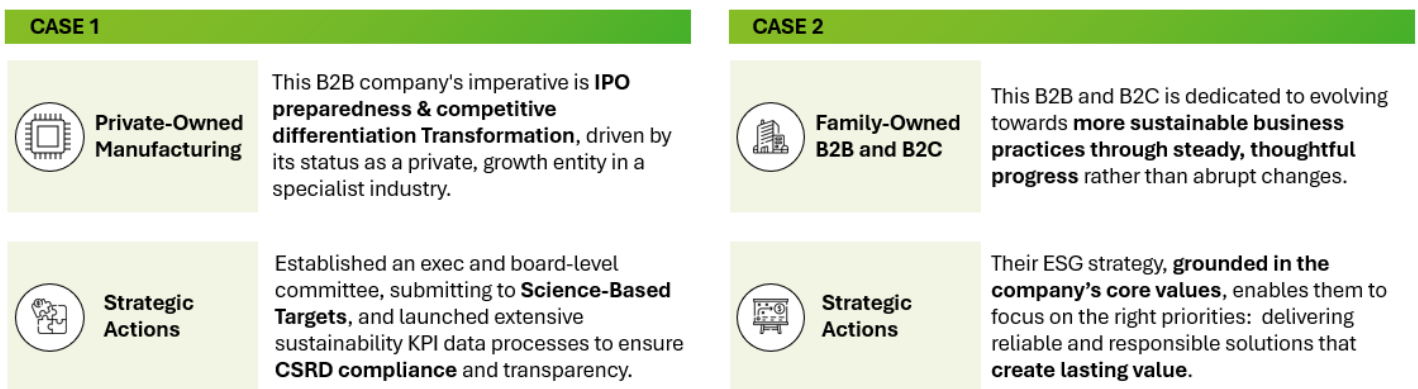 CASE 1
Private-Owned
Manufacturing
This B2B company's imperative is IPO
preparedness & competitive
differentiation Transformation, driven by
its status as a private, growth entity in a
specialist industry.
Strategic
Actions
Established an exec and board-level
committee, submitting to Science-Based
Targets, and launched extensive
sustainability KPI data processes to ensure
CSRD compliance and transparency.
CASE 2
Family-Owned
B2B and B2C
This B2B and B2C is dedicated to evolving
towards more sustainable business
practices through steady, thoughtful
progress rather than abrupt changes.
Strategic
Actions
Their ESG strategy, grounded in the
company’s core values, enables them to
focus on the right priorities:  delivering
reliable and responsible solutions that
create lasting value.